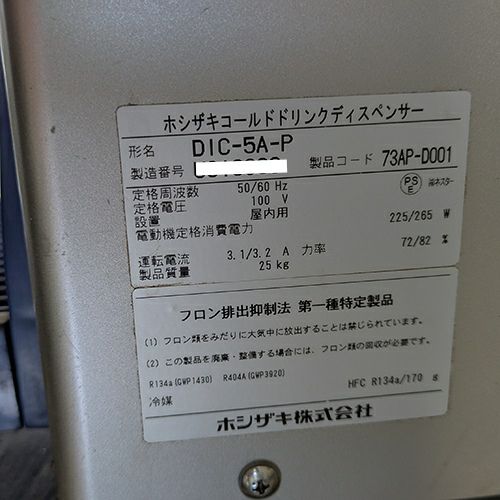 ホシザキコールドドリンクディスペンサー
形名 DIC-5A-P
製造番号 製品コード 73AP-D001
定格周波数 50/60 Hz
定格電圧 100 V
設置 屋内用
電動機定格消費電力 225/265 W
運転電流 3.1/3.2 A 力率 72/82 %
製品質量 25 kg
PS E
フロン排出抑制法 第一種特定製品
(1) フロン類をみだりに大気中に放出することは禁じられています。
(2) この製品を廃棄・整備する場合には、フロン類の回収が必要です。
R134a(GWP1430) R404A(GWP3920)
冷媒 HFC R134a/170 g
ホシザキ株式会社